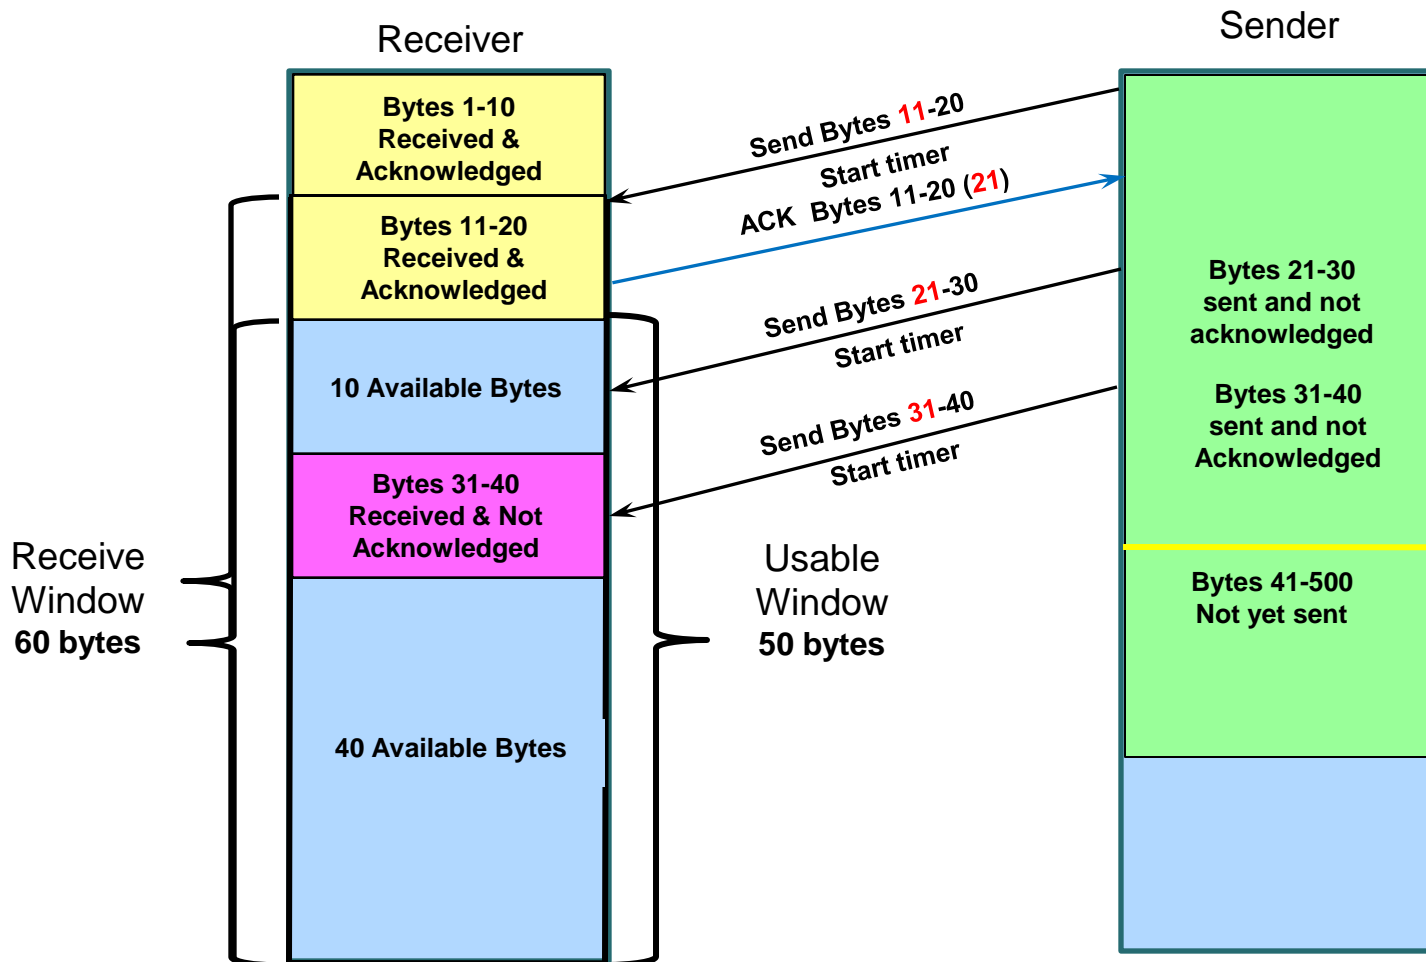 Receiver
Sender
Bytes 1-10
Received &
Acknowledged
Bytes 11-20
Received &
Acknowledged
10 Available Bytes
Bytes 31-40
Received & Not
Acknowledged
40 Available Bytes
Receive
Window
60 bytes
Usable
Window
50 bytes
Send Bytes 11-20
Start timer
ACK Bytes 11-20 (21)
Send Bytes 21-30
Start timer
Send Bytes 31-40
Start timer
Bytes 21-30
sent and not
acknowledged
Bytes 31-40
sent and not
Acknowledged
Bytes 41-500
Not yet sent